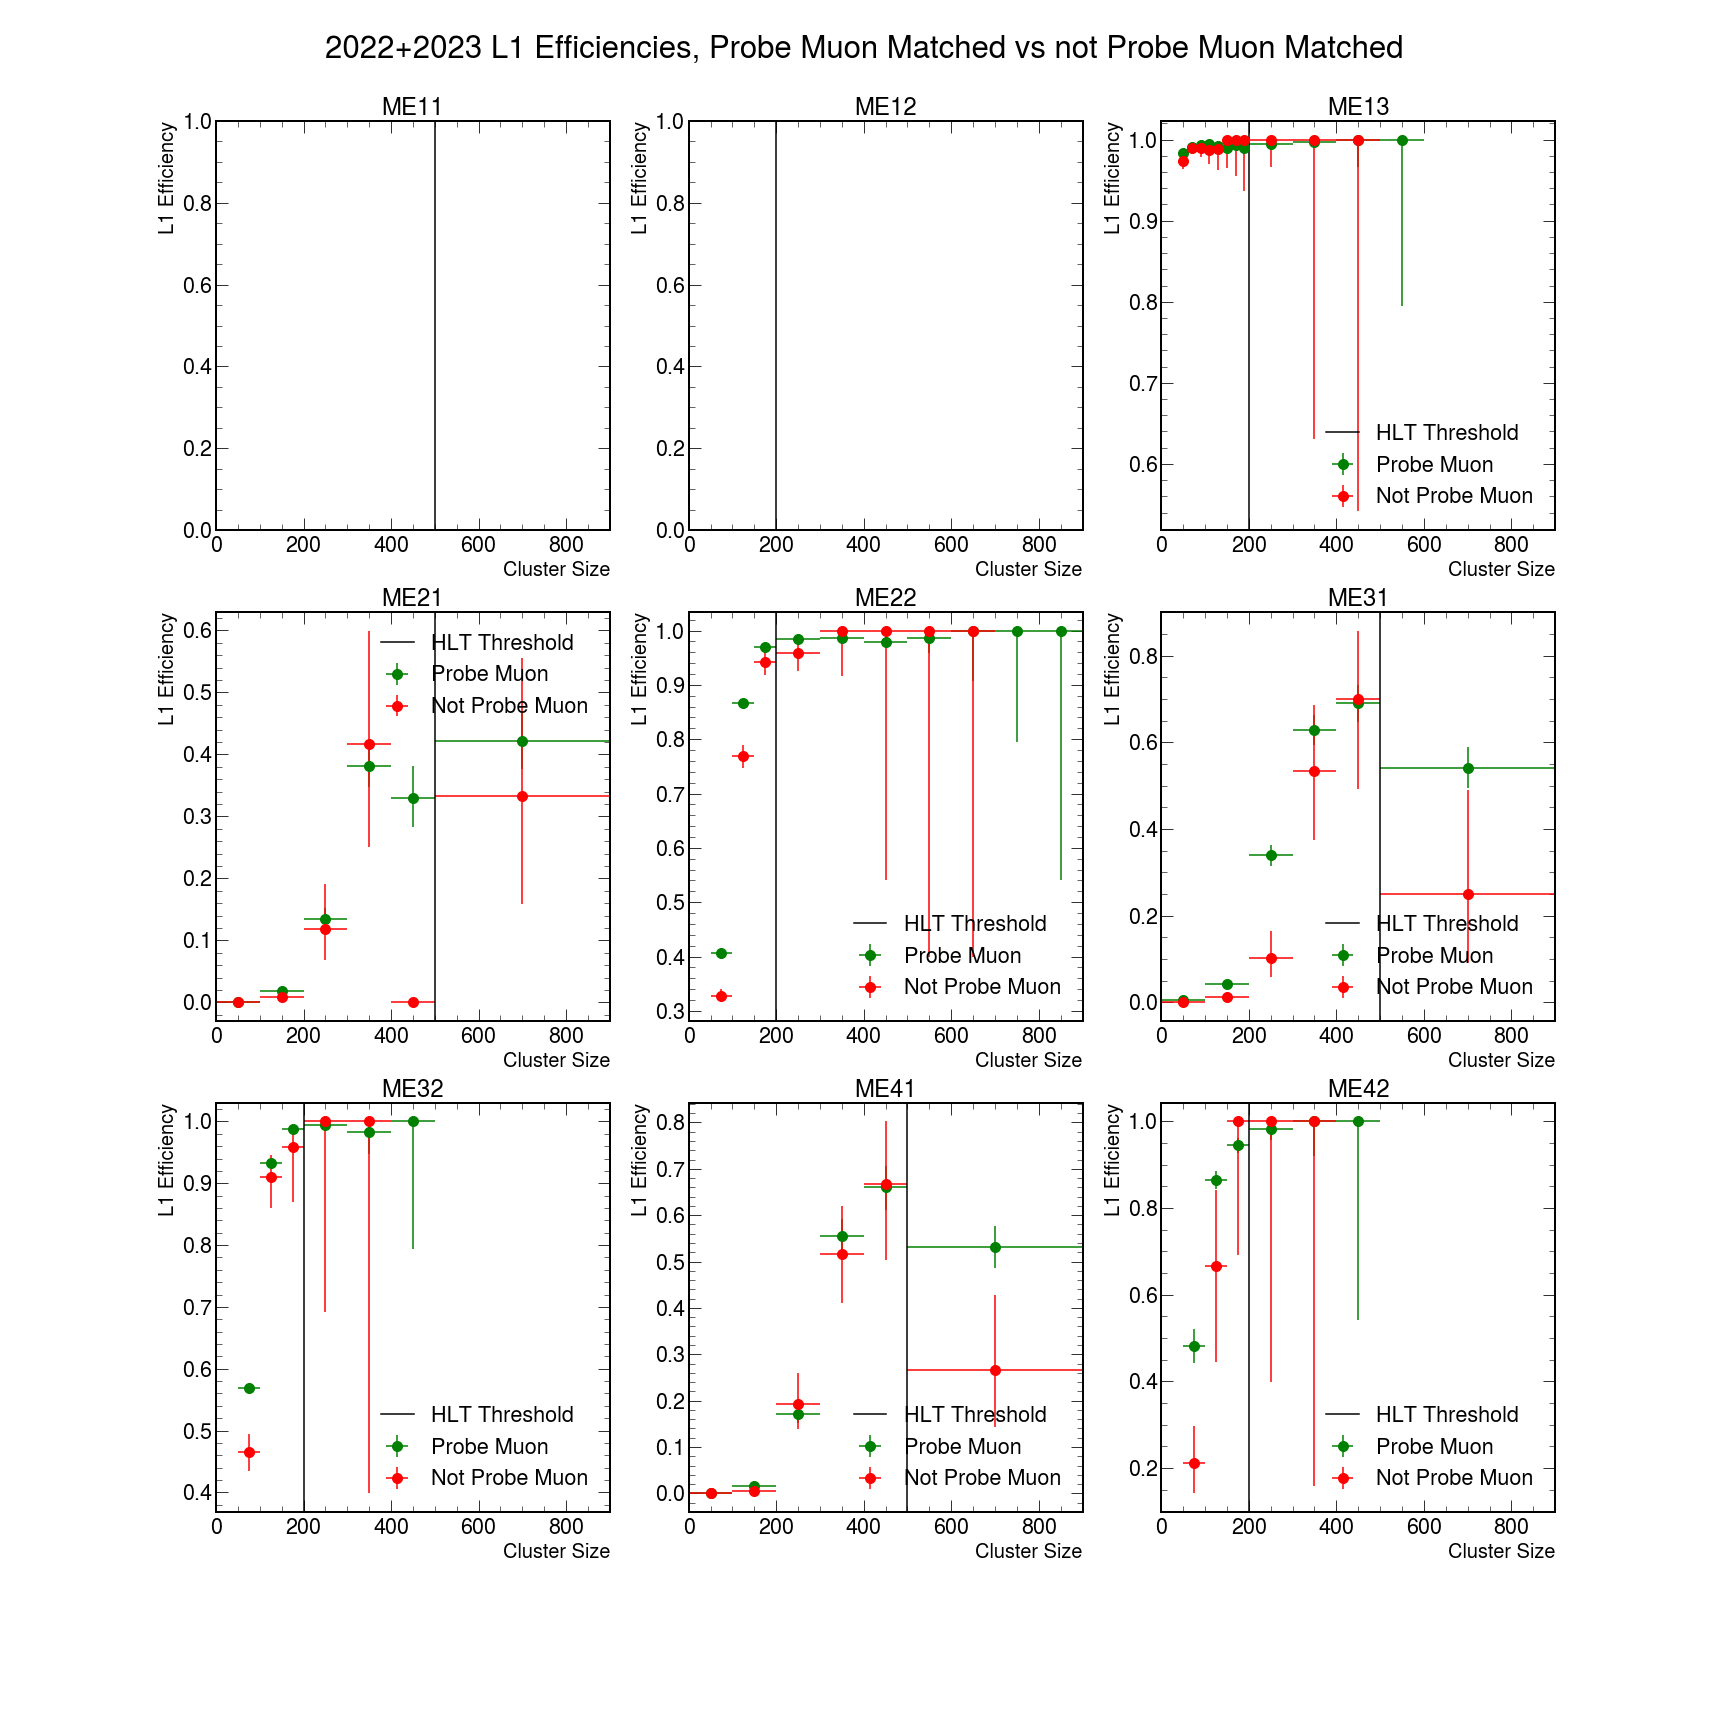 2022+2023 L1 Efficiencies, Probe Muon Matched vs not Probe Muon Matched
ME11
L1 Efficiency
1.0
0.8
0.6
0.4
0.2
0.0
0 200 400 600 800
Cluster Size
ME12
L1 Efficiency
1.0
0.8
0.6
0.4
0.2
0.0
0 200 400 600 800
Cluster Size
ME13
L1 Efficiency
1.0
0.9
0.8
0.7
0.6
HLT Threshold
Probe Muon
Not Probe Muon
0 200 400 600 800
Cluster Size
ME21
L1 Efficiency
0.6
0.5
0.4
0.3
0.2
0.1
0.0
HLT Threshold
Probe Muon
Not Probe Muon
0 200 400 600 800
Cluster Size
ME22
L1 Efficiency
1.0
0.9
0.8
0.7
0.6
0.5
0.4
0.3
HLT Threshold
Probe Muon
Not Probe Muon
0 200 400 600 800
Cluster Size
ME31
L1 Efficiency
0.8
0.6
0.4
0.2
0.0
HLT Threshold
Probe Muon
Not Probe Muon
0 200 400 600 800
Cluster Size
ME32
L1 Efficiency
1.0
0.9
0.8
0.7
0.6
0.5
0.4
HLT Threshold
Probe Muon
Not Probe Muon
0 200 400 600 800
Cluster Size
ME41
L1 Efficiency
0.8
0.7
0.6
0.5
0.4
0.3
0.2
0.1
0.0
HLT Threshold
Probe Muon
Not Probe Muon
0 200 400 600 800
Cluster Size
ME42
L1 Efficiency
1.0
0.8
0.6
0.4
0.2
HLT Threshold
Probe Muon
Not Probe Muon
0 200 400 600 800
Cluster Size